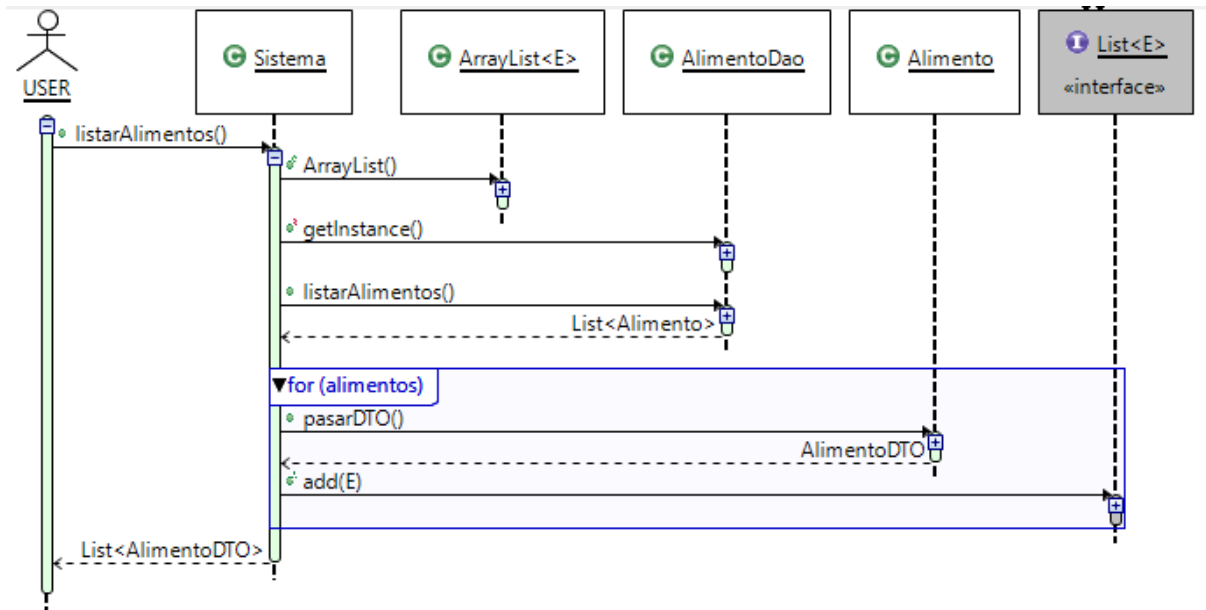 USER
C Sistema
C ArrayList<E>
C AlimentoDao
C Alimento
I List<E>
«interface»
listarAlimentos()
ArrayList()
getInstance()
listarAlimentos()
List<Alimento>
for (alimentos)
pasarDTO()
AlimentoDTO
add(E)
List<AlimentoDTO>